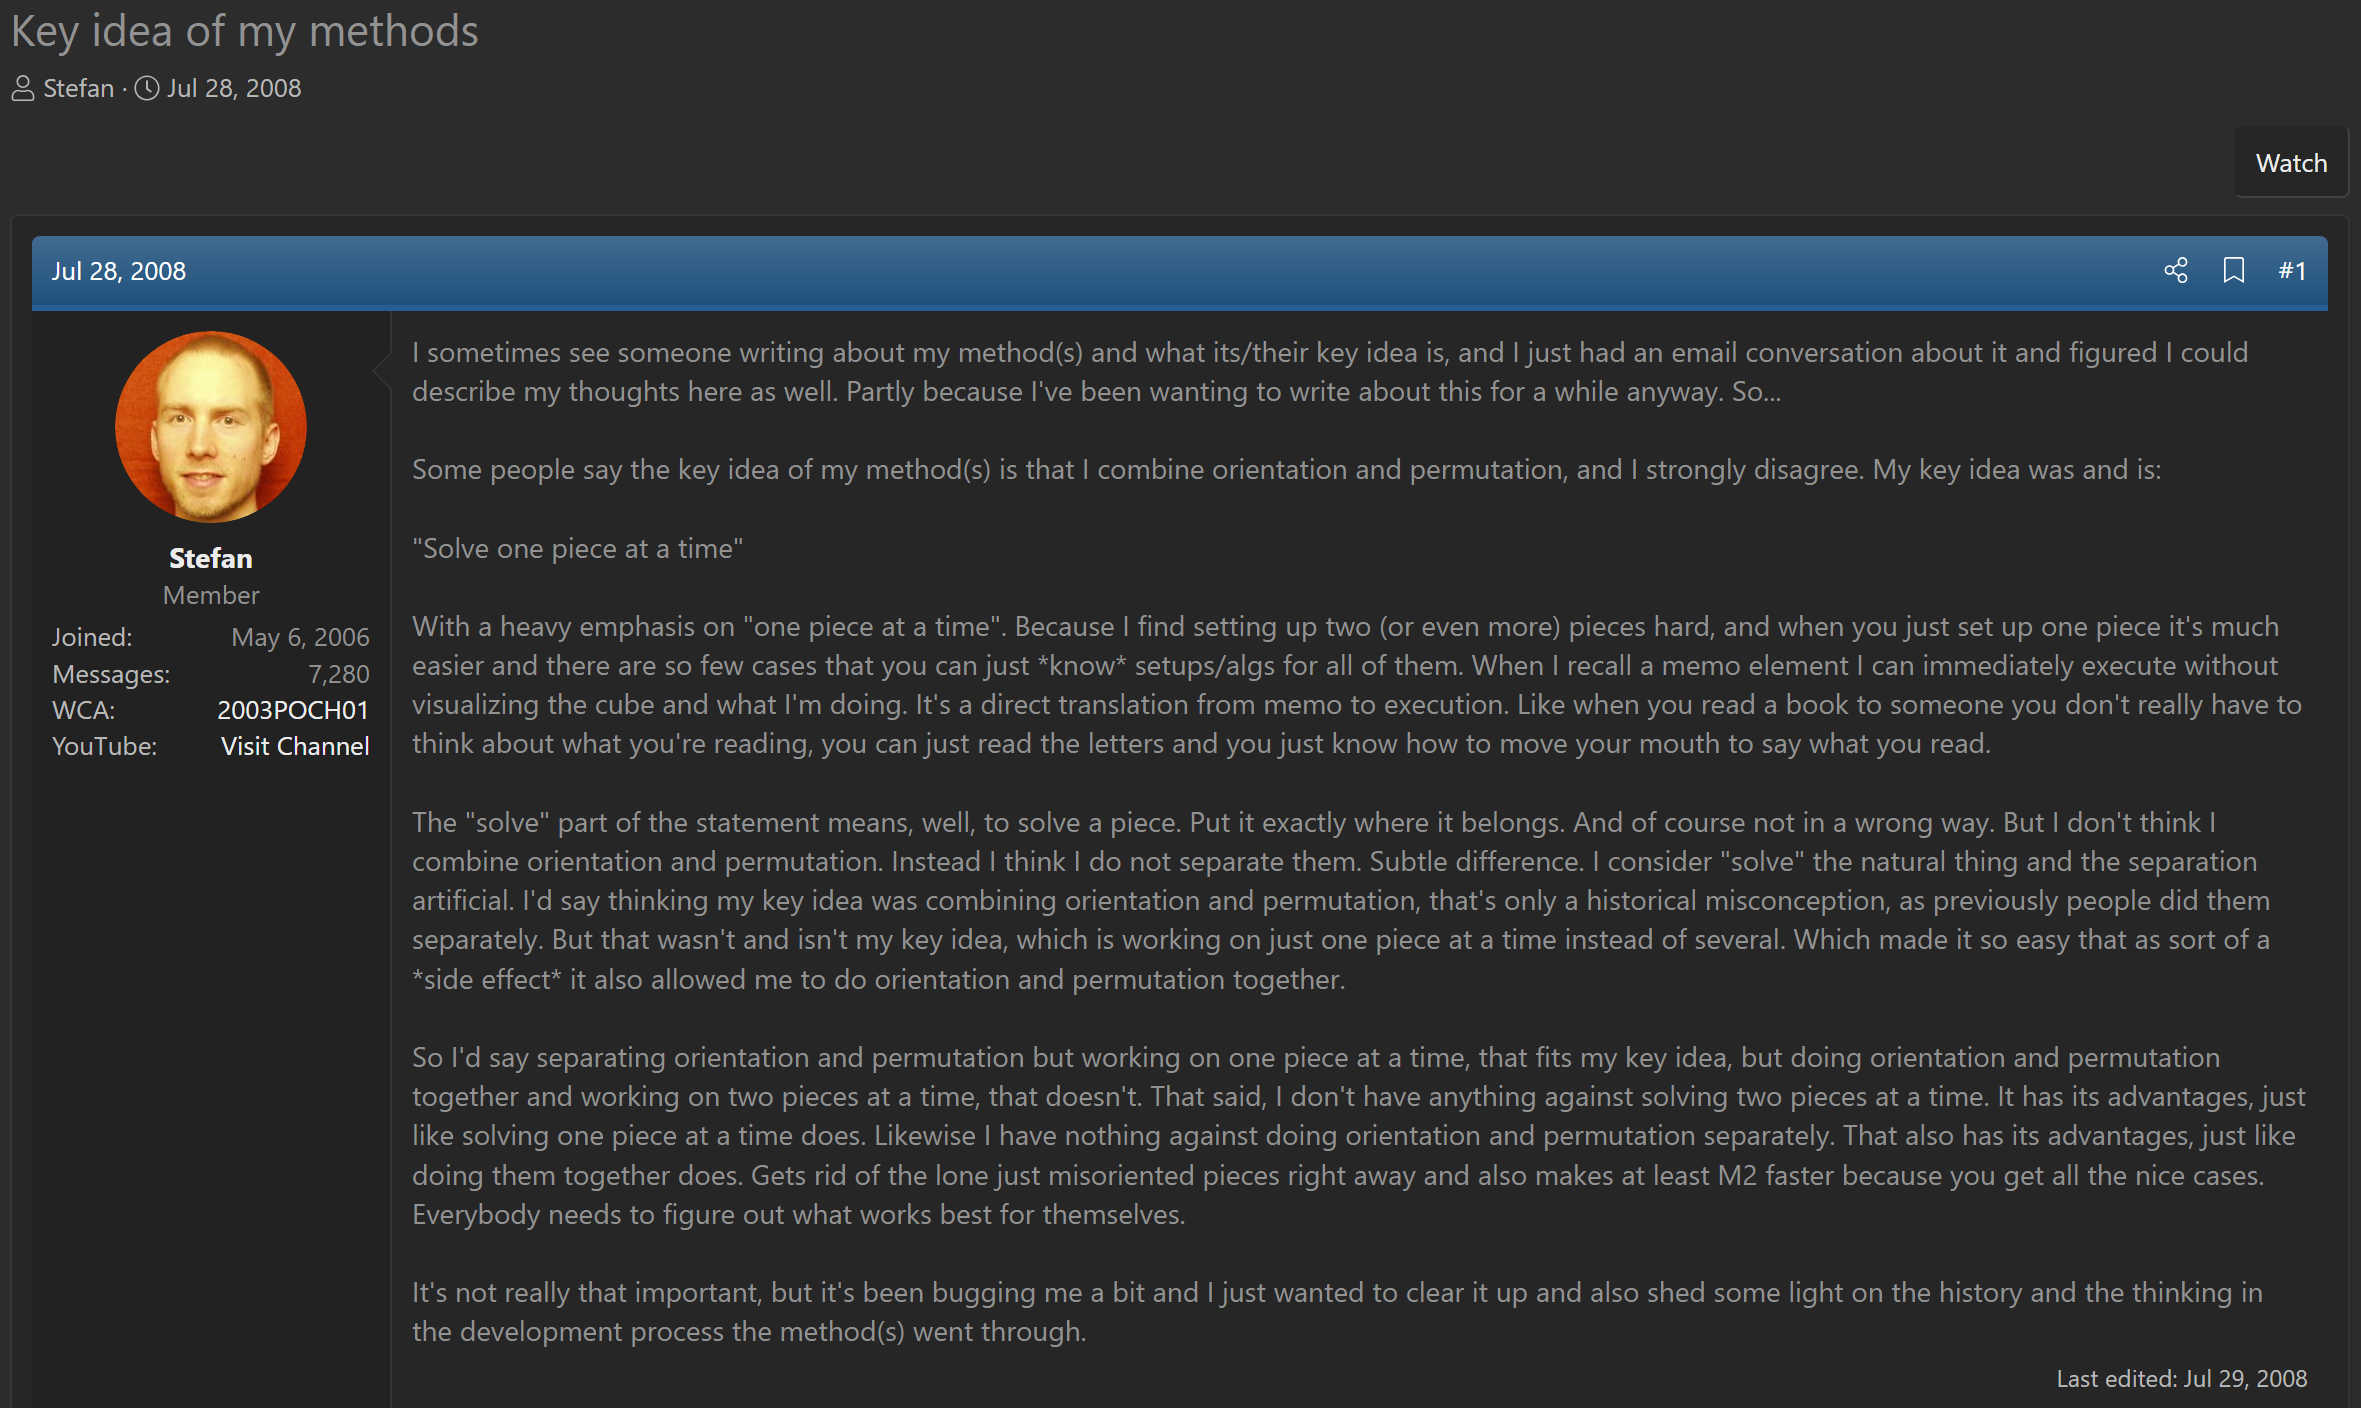 Key idea of my methods
Stefan · Jul 28, 2008
Watch
Jul 28, 2008
#1
Stefan
Member
Joined: May 6, 2006
Messages: 7,280
WCA: 2003POCH01
YouTube: Visit Channel
I sometimes see someone writing about my method(s) and what its/their key idea is, and I just had an email conversation about it and figured I could
describe my thoughts here as well. Partly because I've been wanting to write about this for a while anyway. So...
Some people say the key idea of my method(s) is that I combine orientation and permutation, and I strongly disagree. My key idea was and is:
"Solve one piece at a time"
With a heavy emphasis on "one piece at a time". Because I find setting up two (or even more) pieces hard, and when you just set up one piece it's much
easier and there are so few cases that you can just *know* setups/algs for all of them. When I recall a memo element I can immediately execute without
visualizing the cube and what I'm doing. It's a direct translation from memo to execution. Like when you read a book to someone you don't really have to
think about what you're reading, you can just read the letters and you just know how to move your mouth to say what you read.
The "solve" part of the statement means, well, to solve a piece. Put it exactly where it belongs. And of course not in a wrong way. But I don't think I
combine orientation and permutation. Instead I think I do not separate them. Subtle difference. I consider "solve" the natural thing and the separation
artificial. I'd say thinking my key idea was combining orientation and permutation, that's only a historical misconception, as previously people did them
separately. But that wasn't and isn't my key idea, which is working on just one piece at a time instead of several. Which made it so easy that as sort of a
*side effect* it also allowed me to do orientation and permutation together.
So I'd say separating orientation and permutation but working on one piece at a time, that fits my key idea, but doing orientation and permutation
together and working on two pieces at a time, that doesn't. That said, I don't have anything against solving two pieces at a time. It has its advantages, just
like solving one piece at a time does. Likewise I have nothing against doing orientation and permutation separately. That also has its advantages, just like
doing them together does. Gets rid of the lone just misoriented pieces right away and also makes at least M2 faster because you get all the nice cases.
Everybody needs to figure out what works best for themselves.
It's not really that important, but it's been bugging me a bit and I just wanted to clear it up and also shed some light on the history and the thinking in
the development process the method(s) went through.
Last edited: Jul 29, 2008